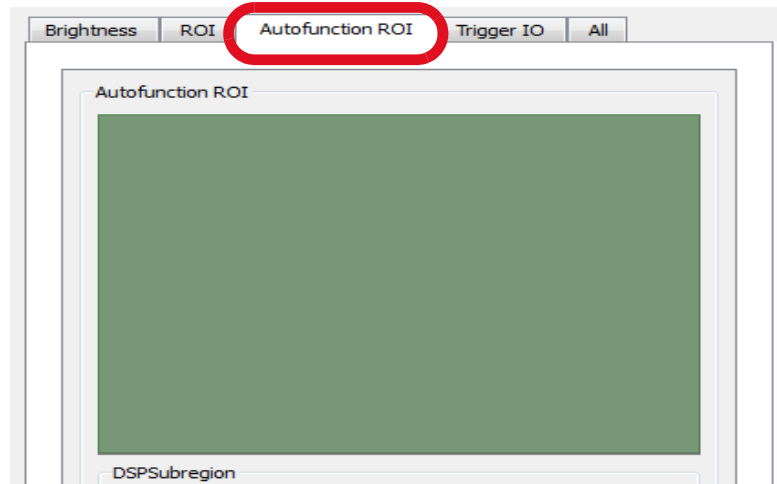 Brightness ROI Autofunction ROI Trigger IO All
Autofunction ROI
DSPSubregion